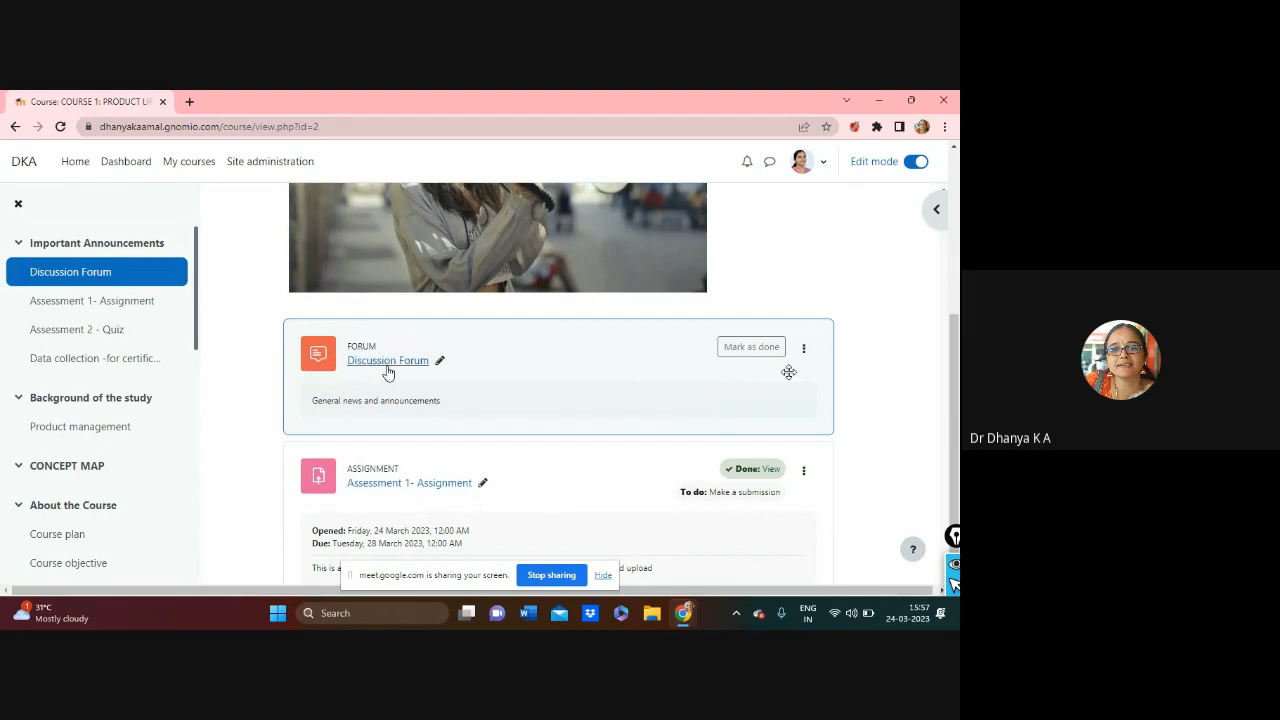 Course: COURSE 1: PRODUCT LI
dhanyakaamal.gnomio.com/course/view.php?id=2
DKA Home Dashboard My courses Site administration Edit mode
Important Announcements
Discussion Forum
Assessment 1- Assignment
Assessment 2 - Quiz
Data collection -for certific...
Background of the study
Product management
CONCEPT MAP
About the Course
Course plan
Course objective
FORUM
Discussion Forum
Mark as done
General news and announcements
ASSIGNMENT
Assessment 1- Assignment
Done: View
To do: Make a submission
Opened: Friday, 24 March 2023, 12:00 AM
Due: Tuesday, 28 March 2023, 12:00 AM
This is a
d upload
meet.google.com is sharing your screen. Stop sharing Hide
?
1
31°C
Mostly cloudy
Search
ENG
IN
15:57
24-03-2023
Dr Dhanya K A